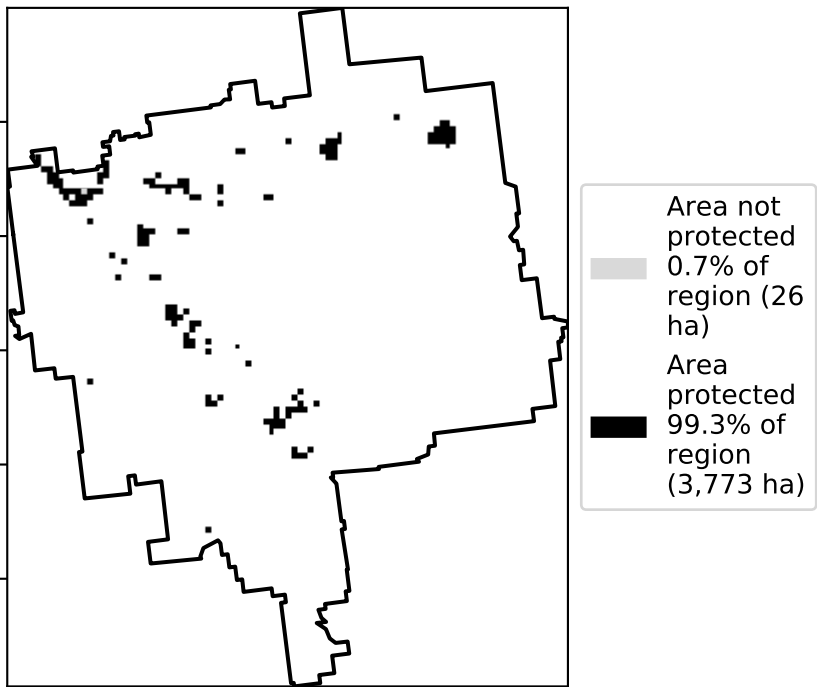 Area not
protected
0.7% of
region (26
ha)
Area
protected
99.3% of
region
(3,773 ha)